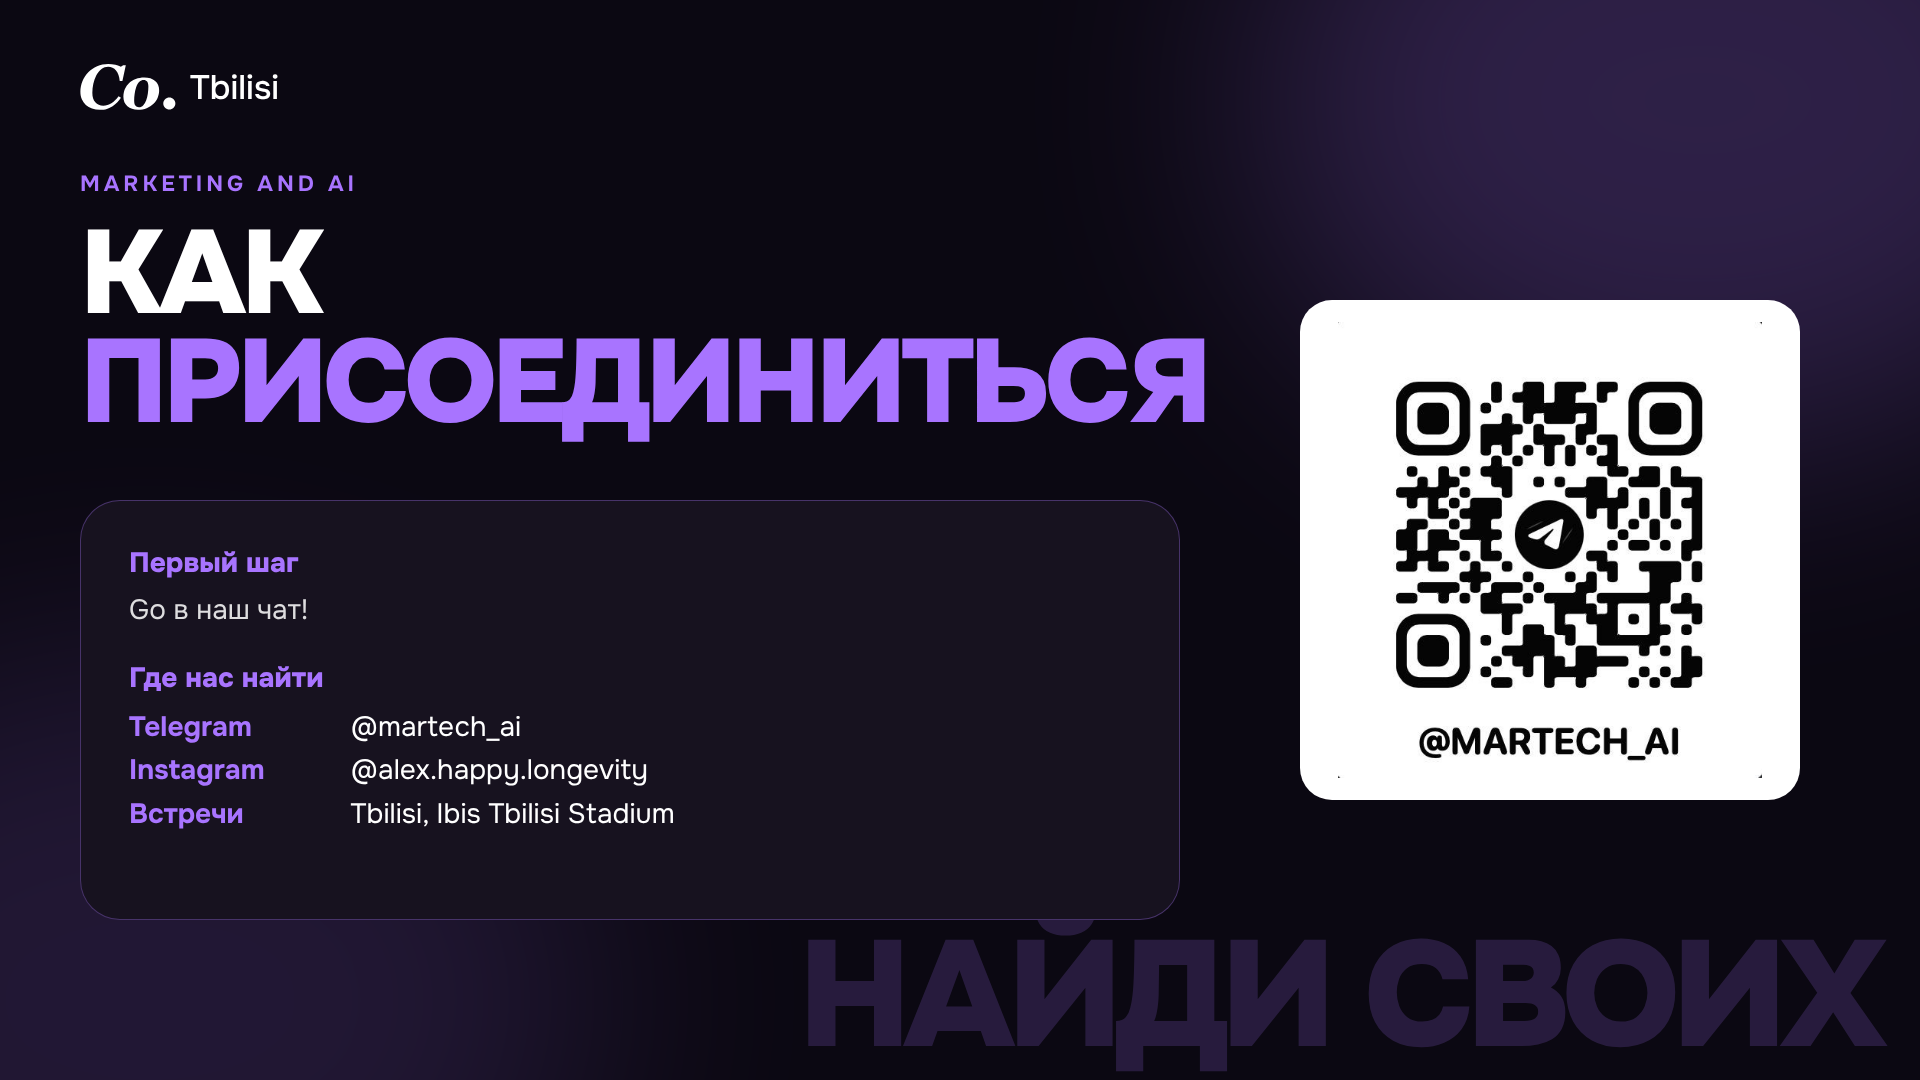 Co. Tbilisi
MARKETING AND AI
КАК
ПРИСОЕДИНИТЬСЯ
Первый шаг
Go в наш чат!
Где нас найти
Telegram @martech_ai
Instagram @alex.happy.longevity
Встречи Tbilisi, Ibis Tbilisi Stadium
@MARTECH_AI
НАЙДИ СВОИХ